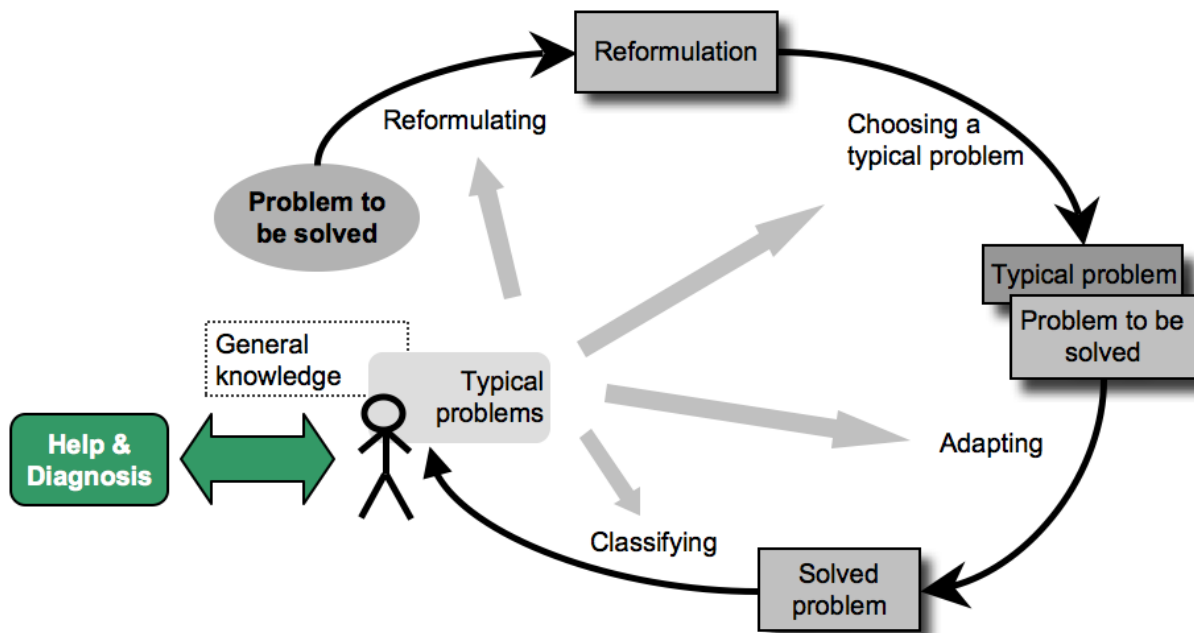 Reformulation
Reformulating
Choosing a
typical problem
Problem to
be solved
Typical problem
Problem to be
solved
General
knowledge
Typical
problems
Help &
Diagnosis
Adapting
Classifying
Solved
problem